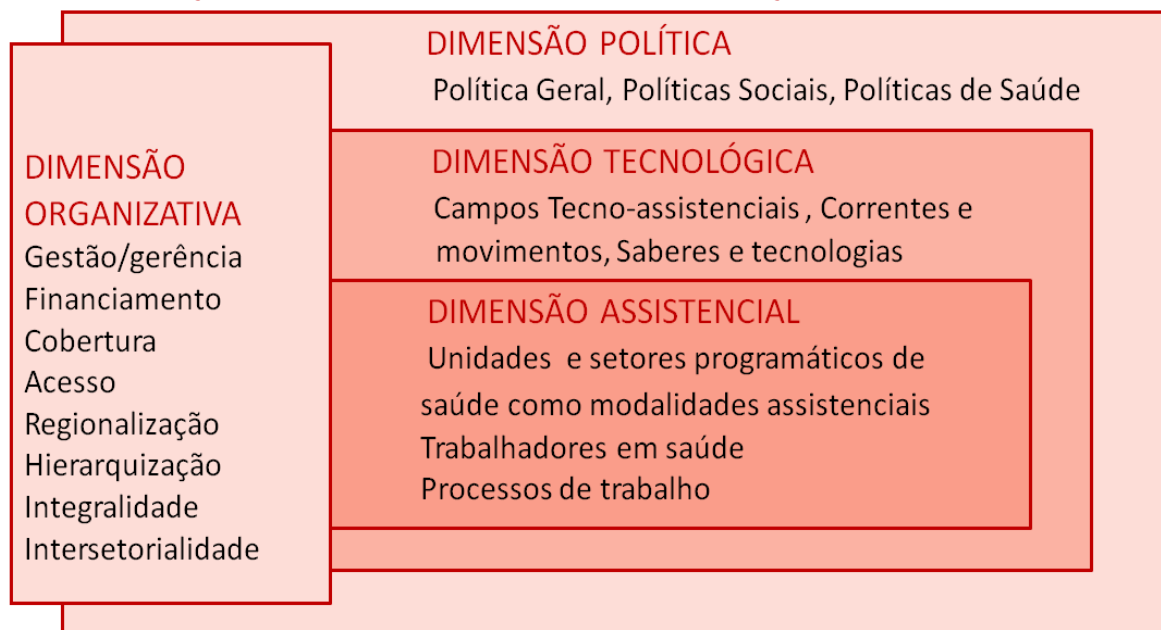 DIMENSÃO POLÍTICA
Política Geral, Políticas Sociais, Políticas de Saúde
DIMENSÃO
ORGANIZATIVA
Gestão/gerência
Financiamento
Cobertura
Acesso
Regionalização
Hierarquização
Integralidade
Intersetorialidade
DIMENSÃO TECNOLÓGICA
Campos Tecno-assistenciais , Correntes e
movimentos, Saberes e tecnologias
DIMENSÃO ASSISTENCIAL
Unidades e setores programáticos de
saúde como modalidades assistenciais
Trabalhadores em saúde
Processos de trabalho